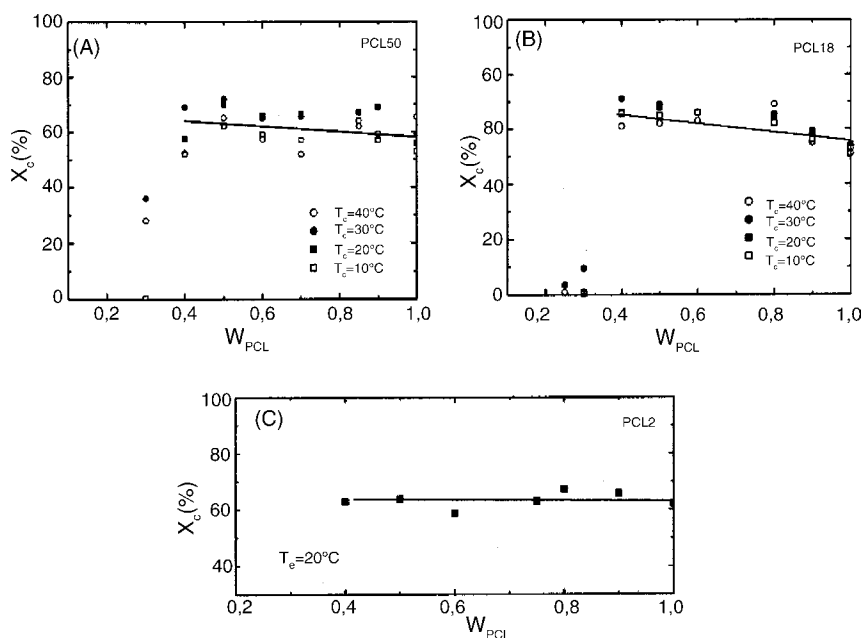 (A)
PCL50
100
80
60
40
20
0
X_c(%)
T_c=40°C
T_c=30°C
T_c=20°C
T_c=10°C
0,2 0,4 0,6 0,8 1,0
W_PCL
(B)
PCL18
100
60
80
40
10
0
X_c(%)
T_c=40°C
T_c=30°C
T_c=20°C
T_c=10°C
0,2 0,4 0,6 0,8 1,0
W_PCL
(C)
PCL2
100
80
60
40
X_c(%)
T_e=20°C
0,2 0,4 0,6 0,8 1,0
W_PCL